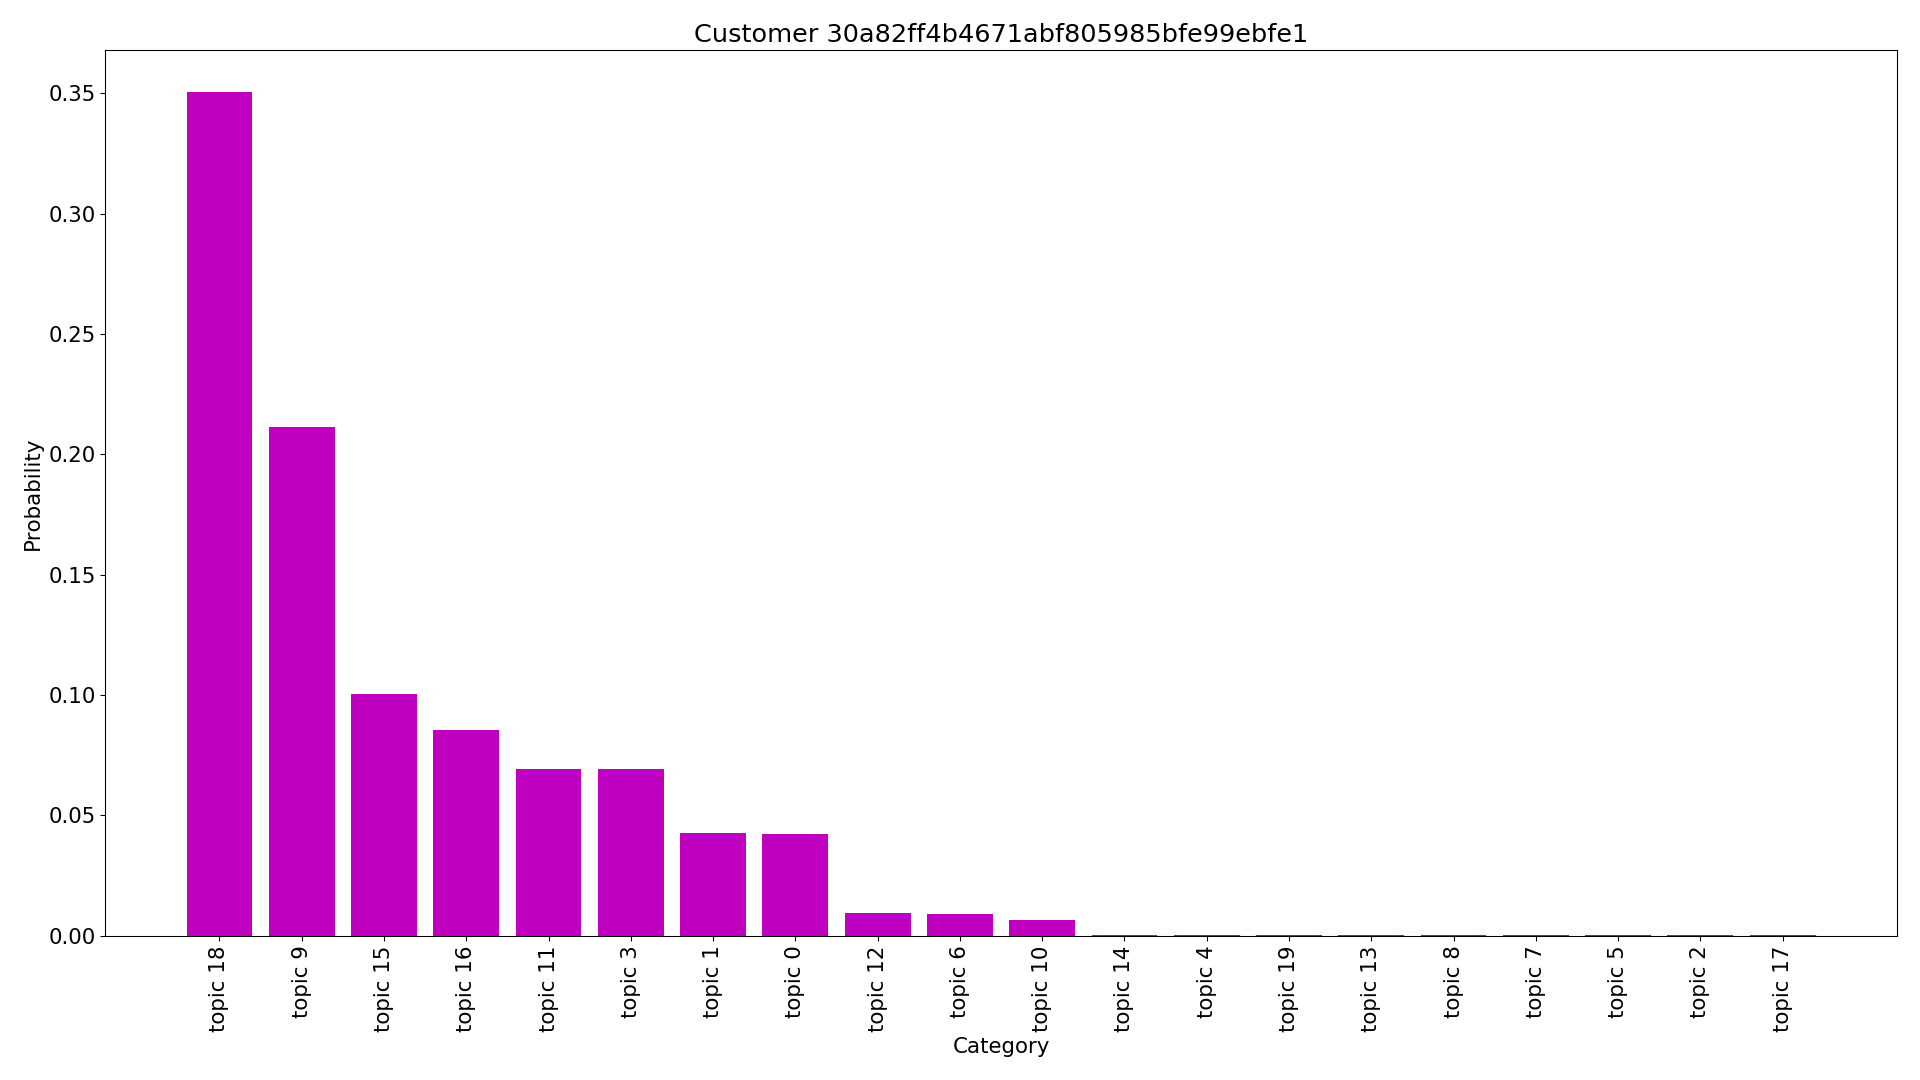 Customer 30a82ff4b4671abf805985bfe99ebfe1
Probability
0.35
0.30
0.25
0.20
0.15
0.10
0.05
0.00
topic 18
topic 9
topic 15
topic 16
topic 11
topic 3
topic 1
topic 0
topic 12
topic 6
topic 10
topic 14
topic 4
topic 19
topic 13
topic 8
topic 7
topic 5
topic 2
topic 17
Category